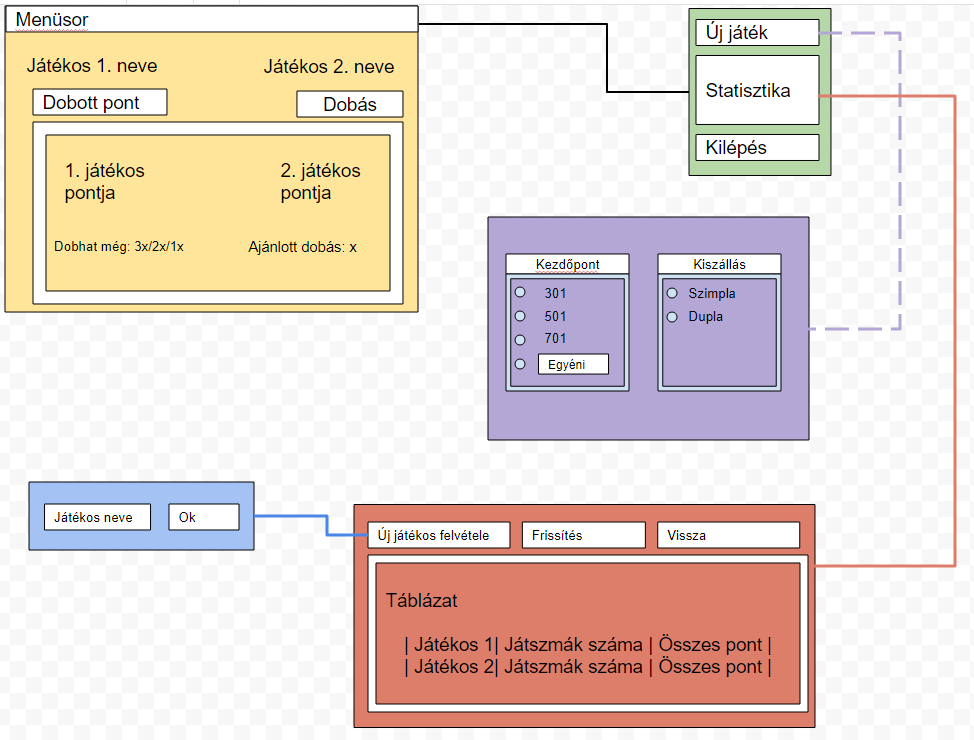 Menüsor
Játékos 1. neve
Játékos 2. neve
Dobott pont
Dobás
1. játékos
pontja
2. játékos
pontja
Dobhat még: 3x/2x/1x
Ajánlott dobás: x
Új játék
Statisztika
Kilépés
Kezdőpont
301
501
701
Egyéni
Kiszállás
Szimpla
Dupla
Játékos neve
Ok
Új játékos felvétele
Frissítés
Vissza
Táblázat
| Játékos 1| Játszmák száma | Összes pont |
| Játékos 2| Játszmák száma | Összes pont |